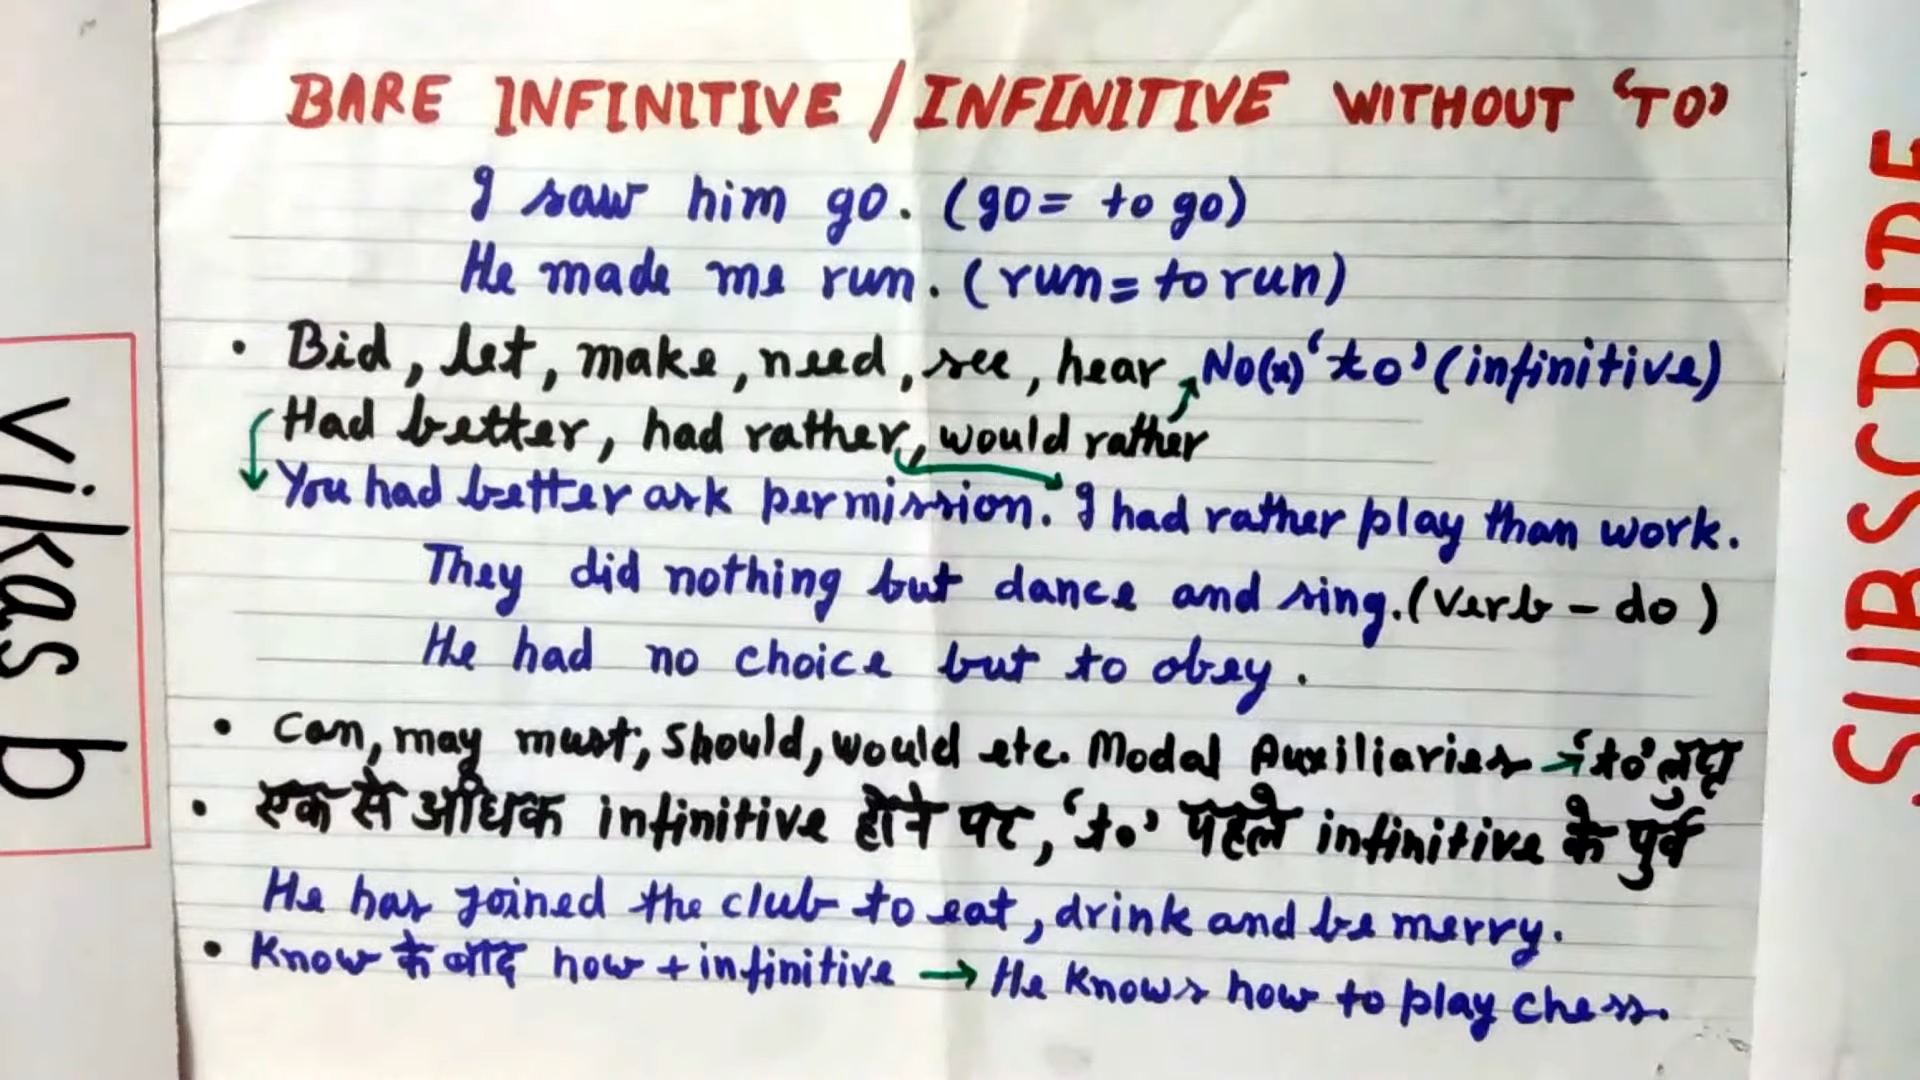 BARE INFINITIVE / INFINITIVE WITHOUT 'TO'
I saw him go. (go = to go)
He made me run. (run = to run)
• Bid, let, make, need, see, hear No(x) 'to' (infinitive)
Had better, had rather, would rather
You had better ask permission. I had rather play than work.
They did nothing but dance and sing. (Verb - do)
He had no choice but to obey.
• Can, may must, should, would etc. Modal Auxiliaries → 'to' लुप्त
• एक से अधिक infinitive होने पर, 'to' पहले infinitive के पुर्व
He has joined the club to eat, drink and be merry.
• Know के बाद how + infinitive → He knows how to play chess.
vikas b
SUBSCRIBE